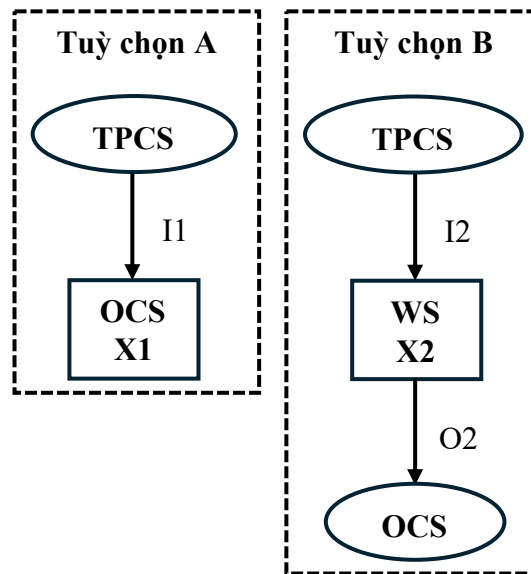 Tuỳ chọn A
TPCS
I1
OCS
X1
Tuỳ chọn B
TPCS
I2
WS
X2
O2
OCS